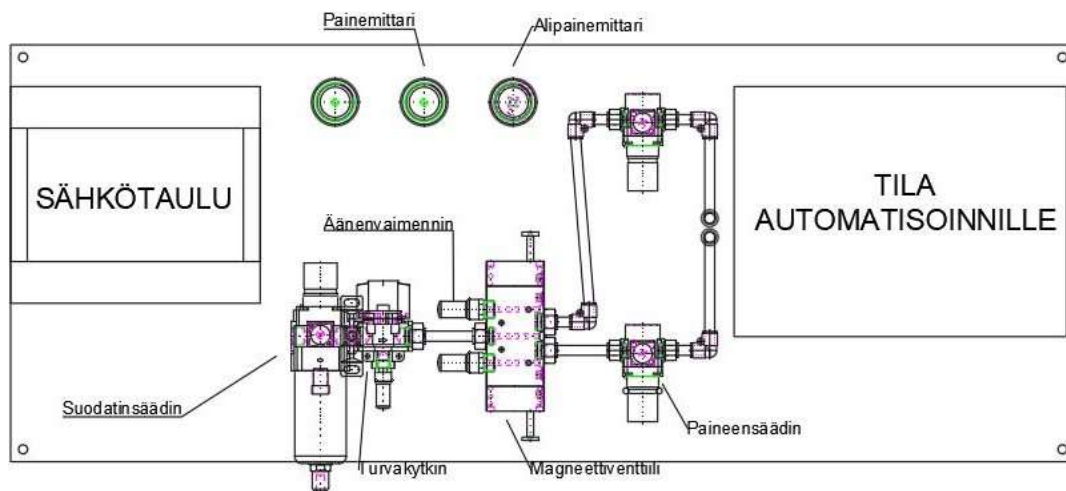 Painemittari
Alipainemittari
SÄHKÖTAULU
TILA
AUTOMATISOINNILLE
Äänenvaimennin
Suodatinsäädin
Turvakytkin
Magneettiventtiili
Paineensäädin